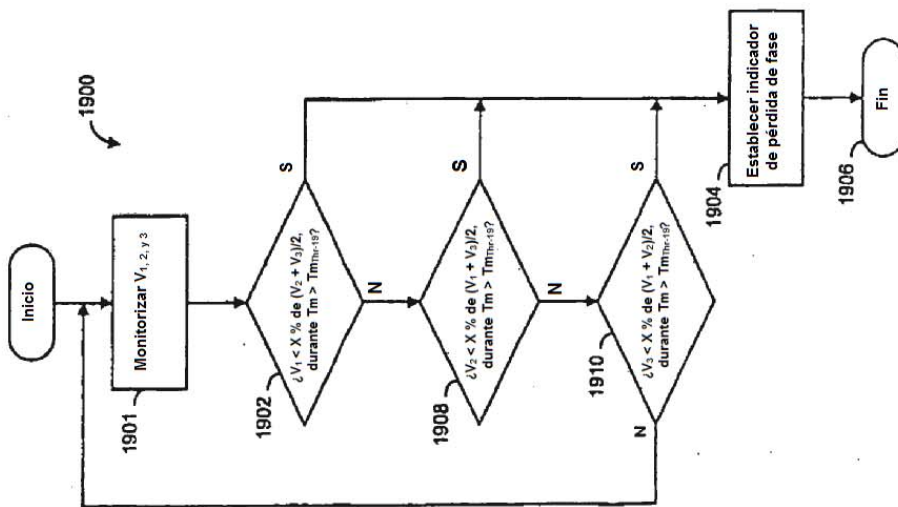 1900
Inicio
Monitorizar V1, 2, y 3
1901
¿V1 < X % de (V2 + V3)/2,
durante Tm > TmThr-19?
1902
S
N
¿V2 < X % de (V1 + V3)/2,
durante Tm > TmThr-19?
1908
S
N
¿V3 < X % de (V1 + V2)/2,
durante Tm > TmThr-19?
1910
S
N
Establecer indicador
de pérdida de fase
1904
Fin
1906